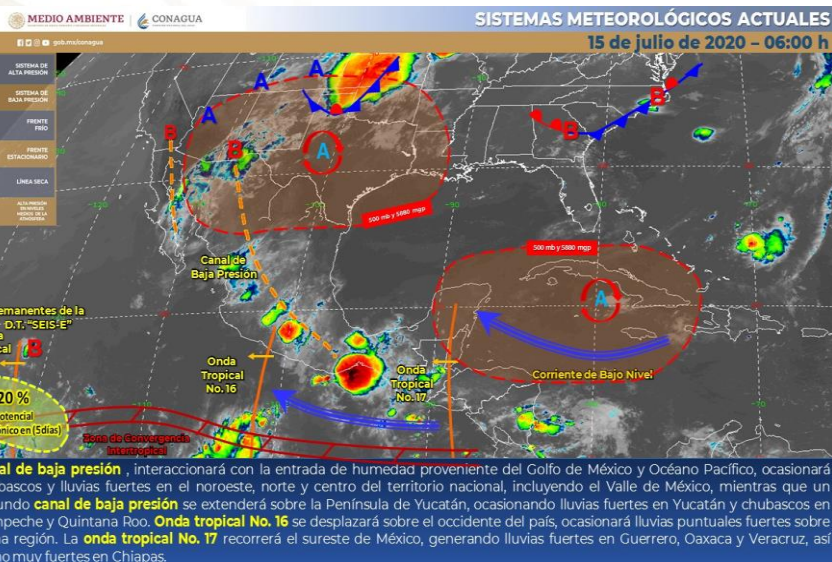 MEDIO AMBIENTE
CONAGUA
SISTEMAS METEOROLÓGICOS ACTUALES
gob.mx/conagua
15 de julio de 2020 – 06:00 h
SISTEMA DE
ALTA PRESIÓN
SISTEMA DE
BAJA PRESIÓN
FRENTE
FRÍO
FRENTE
ESTACIONARIO
LÍNEA SECA
ALTA PRESIÓN
EN NIVELES
MEDIOS DE LA
ATMÓSFERA
A
A
A
B
B
A
B
B
500 mb y 5880 mgp
500 mb y 5880 mgp
A
Canal de
Baja Presión
emanentes de la
D.T. "SEIS-E"
B
Onda
Tropical
No. 16
Onda
Tropical
No. 17
Corriente de Bajo Nivel
20 %
otencial
ónico en (5días)
Zona de Convergencia
Intertropical
al de baja presión , interaccionará con la entrada de humedad proveniente del Golfo de México y Océano Pacífico, ocasionará
bascos y lluvias fuertes en el noroeste, norte y centro del territorio nacional, incluyendo el Valle de México, mientras que un
undo canal de baja presión se extenderá sobre la Península de Yucatán, ocasionando lluvias fuertes en Yucatán y chubascos en
mpeche y Quintana Roo. Onda tropical No. 16 se desplazará sobre el occidente del país, ocasionará lluvias puntuales fuertes sobre
ha región. La onda tropical No. 17 recorrerá el sureste de México, generando lluvias fuertes en Guerrero, Oaxaca y Veracruz, así
mo muy fuertes en Chiapas.